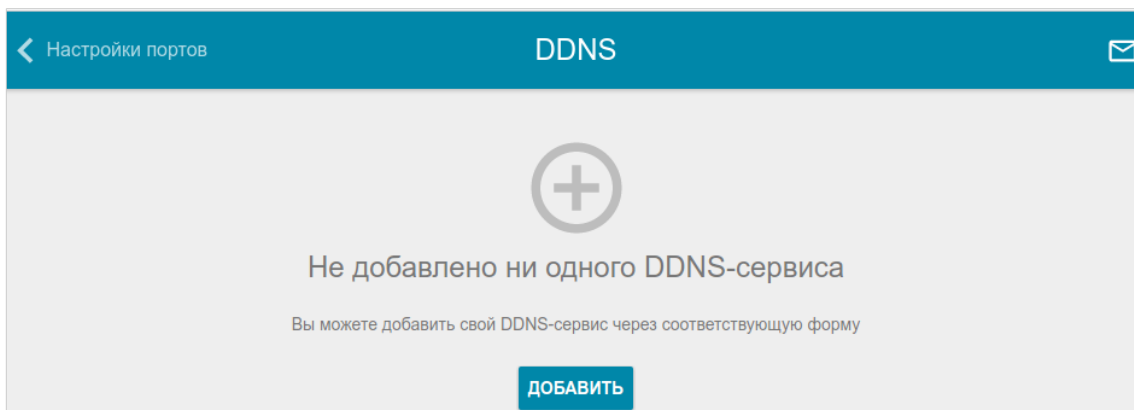 Настройки портов
DDNS
Не добавлено ни одного DDNS-сервиса
Вы можете добавить свой DDNS-сервис через соответствующую форму
ДОБАВИТЬ